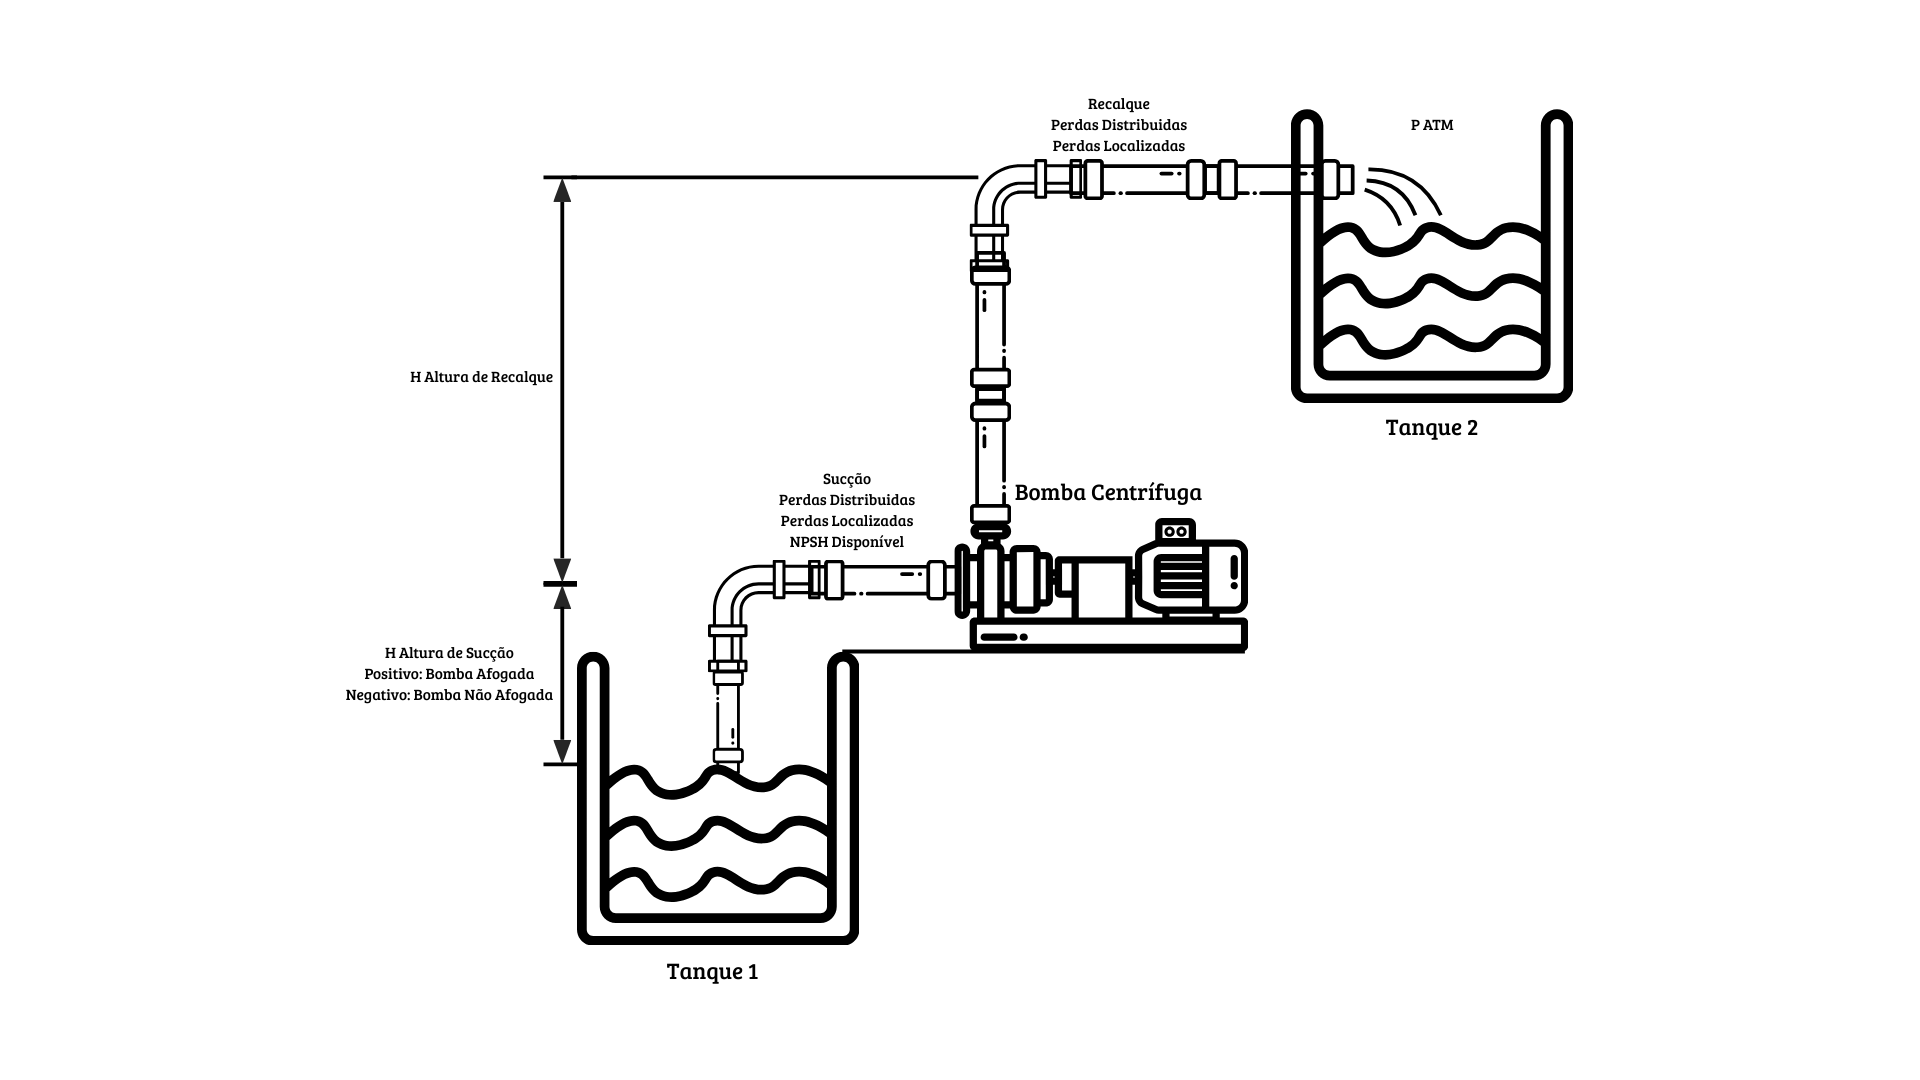 Recalque
Perdas Distribuidas
Perdas Localizadas
P ATM
H Altura de Recalque
Tanque 2
Sucção
Perdas Distribuidas
Perdas Localizadas
NPSH Disponível
Bomba Centrífuga
H Altura de Sucção
Positivo: Bomba Afogada
Negativo: Bomba Não Afogada
Tanque 1